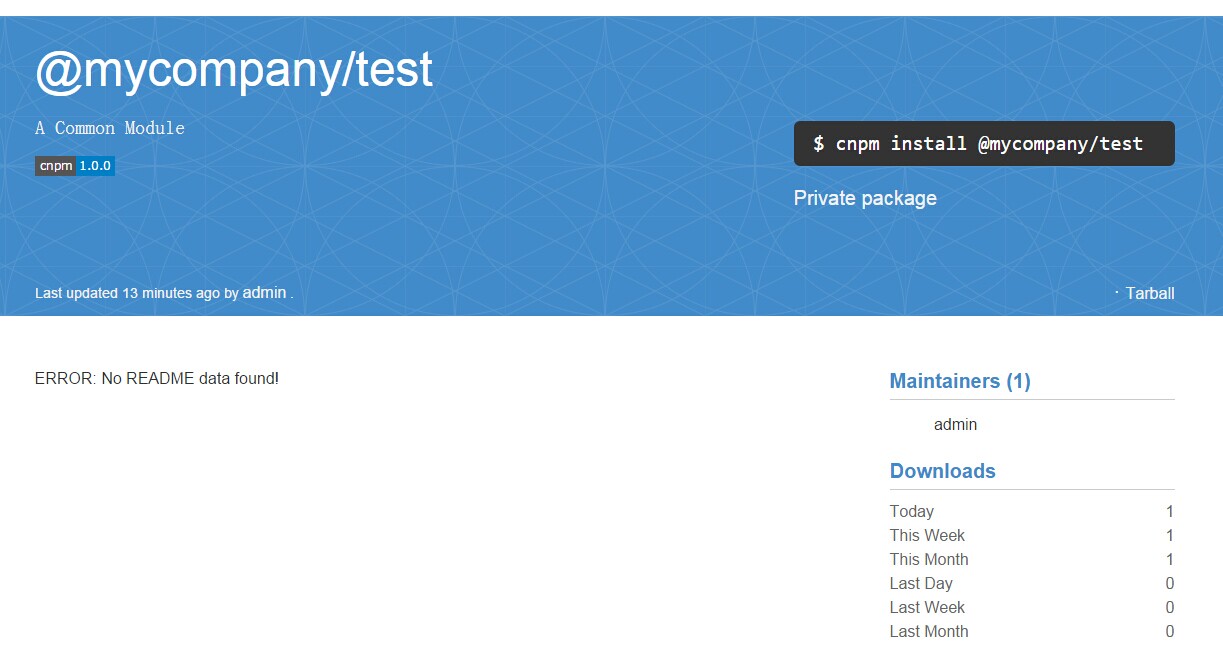 @mycompany/test
A Common Module
cnpm 1.0.0
$ cnpm install @mycompany/test
Private package
Last updated 13 minutes ago by admin .
· Tarball
ERROR: No README data found!
Maintainers (1)
admin
Downloads
Today 1
This Week 1
This Month 1
Last Day 0
Last Week 0
Last Month 0